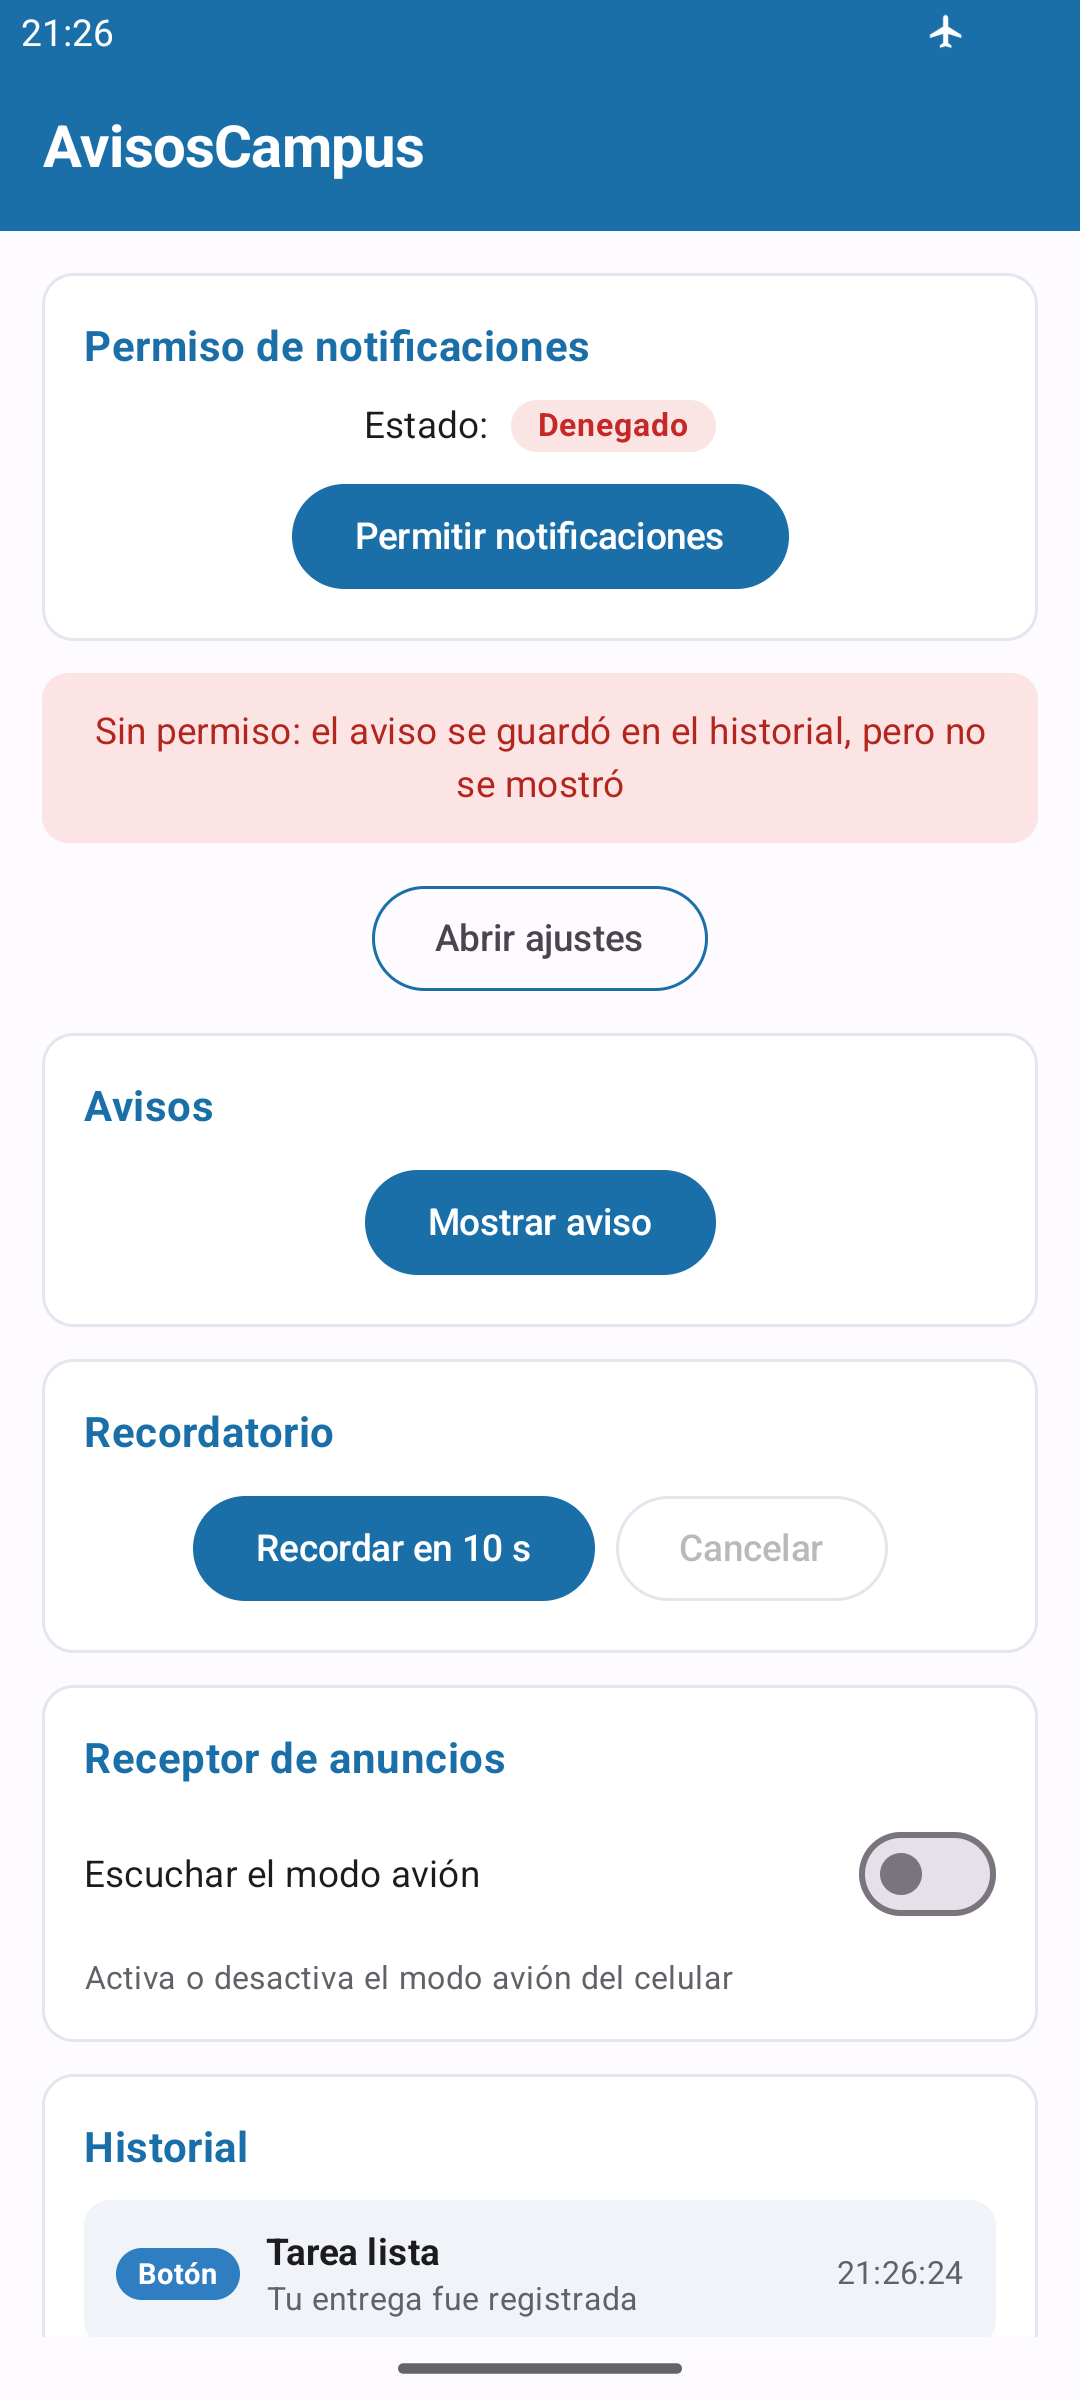 21:26
AvisosCampus
Permiso de notificaciones
Estado: Denegado
Permitir notificaciones
Sin permiso: el aviso se guardó en el historial, pero no
se mostró
Abrir ajustes
Avisos
Mostrar aviso
Recordatorio
Recordar en 10 s Cancelar
Receptor de anuncios
Escuchar el modo avión
Activa o desactiva el modo avión del celular
Historial
Botón Tarea lista 21:26:24
Tu entrega fue registrada